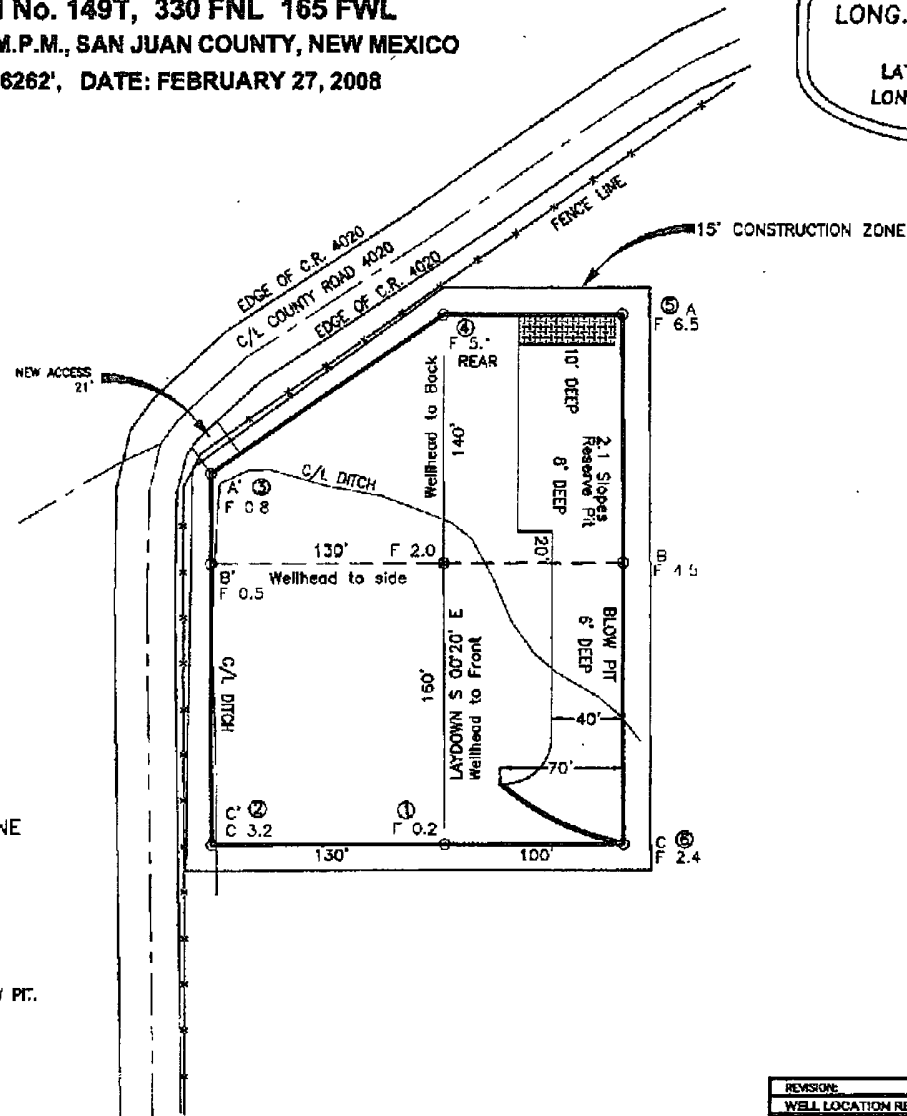 No. 149T, 330 FNL 165 FWL
M.P.M., SAN JUAN COUNTY, NEW MEXICO
6262', DATE: FEBRUARY 27, 2008
LONG.
EDGE OF C.R. 4020
C/L COUNTY ROAD 4020
EDGE OF C.R. 4020
FENCE LINE
15' CONSTRUCTION ZONE
NEW ACCESS
21'
④
F 5.
REAR
⑤ A
F 6.5
10' DEEP
2:1 Slopes
Reserve Pit
8' DEEP
Wellhead to Back
140'
C/L DITCH
A' ③
F 0.8
20'
130'
F 2.0
Wellhead to side
B'
F 0.5
B
F 4.5
BLOW PIT
6' DEEP
C/L DITCH
160'
LAYDOWN S 00°20' E
Wellhead to Front
40'
70'
C' ②
C 3.2
①
F 0.2
C ⑥
F 2.4
130'
100'
PIT.
REVISION:
WELL LOCATION